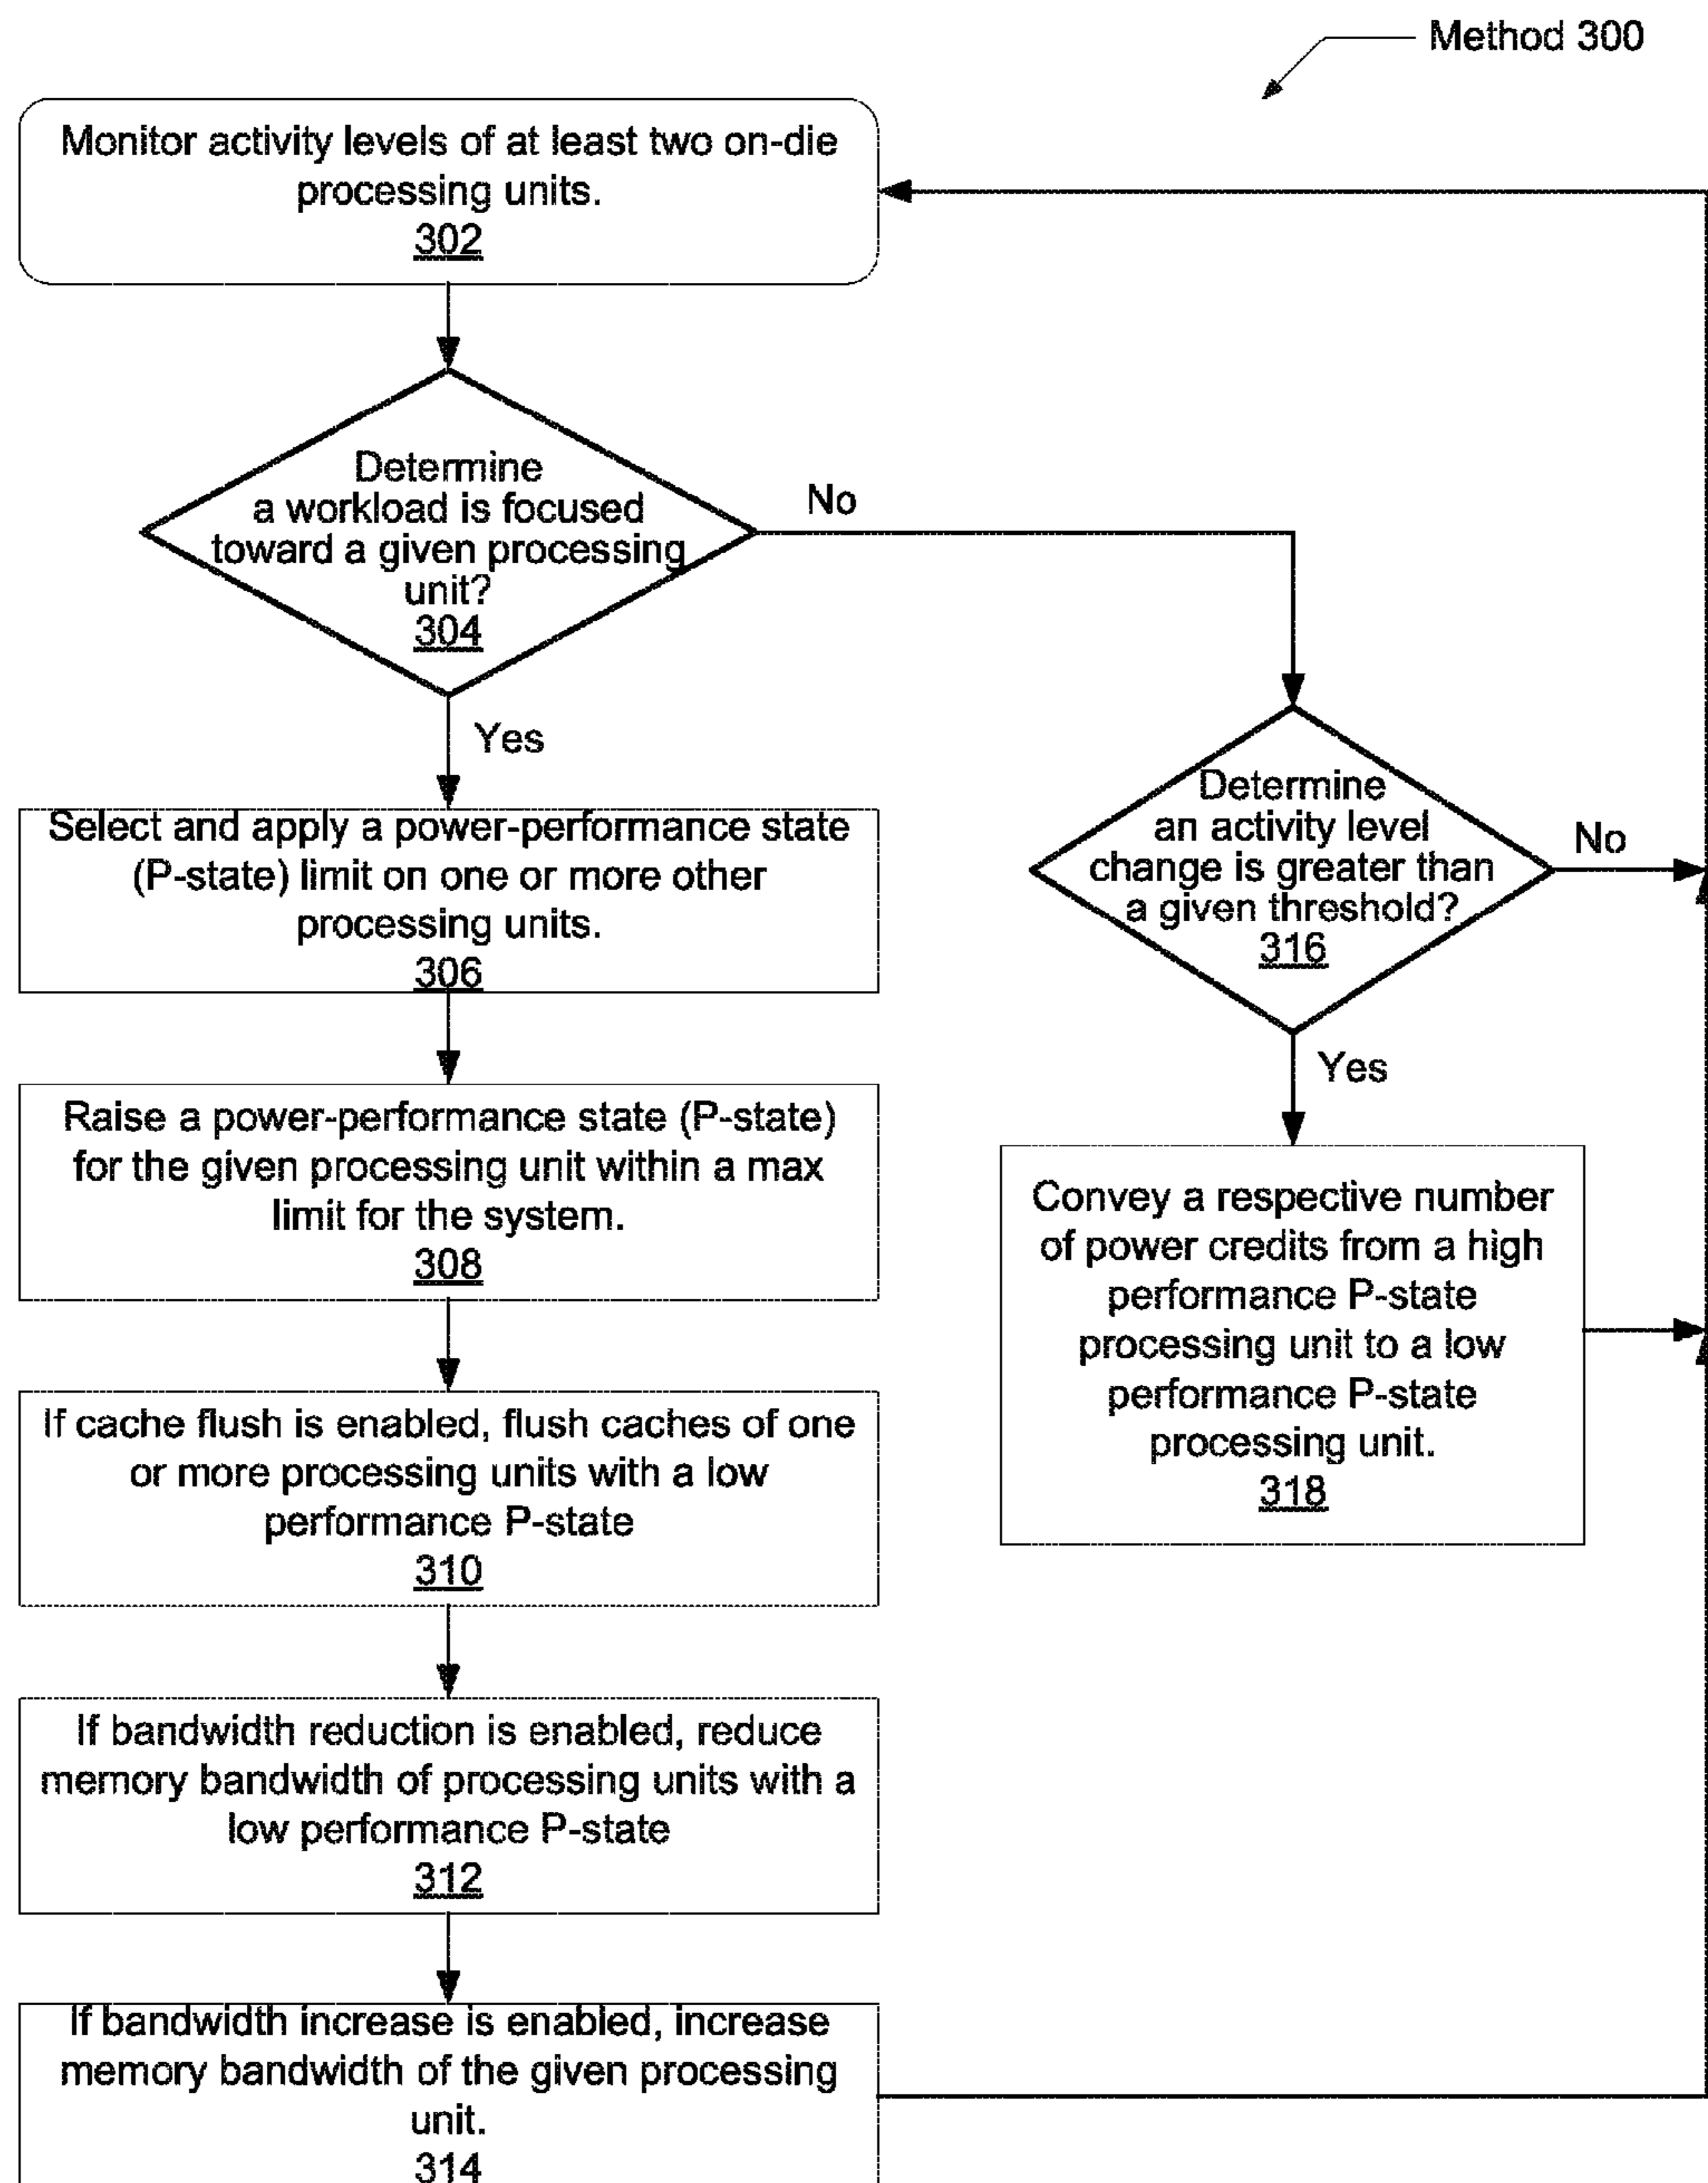 Method 300
Monitor activity levels of at least two on-die
processing units.
302
Determine
a workload is focused
toward a given processing
unit?
304
No
Yes
Select and apply a power-performance state
(P-state) limit on one or more other
processing units.
306
Raise a power-performance state (P-state)
for the given processing unit within a max
limit for the system.
308
If cache flush is enabled, flush caches of one
or more processing units with a low
performance P-state
310
If bandwidth reduction is enabled, reduce
memory bandwidth of processing units with a
low performance P-state
312
If bandwidth increase is enabled, increase
memory bandwidth of the given processing
unit.
314
Determine
an activity level
change is greater than
a given threshold?
316
No
Yes
Convey a respective number
of power credits from a high
performance P-state
processing unit to a low
performance P-state
processing unit.
318